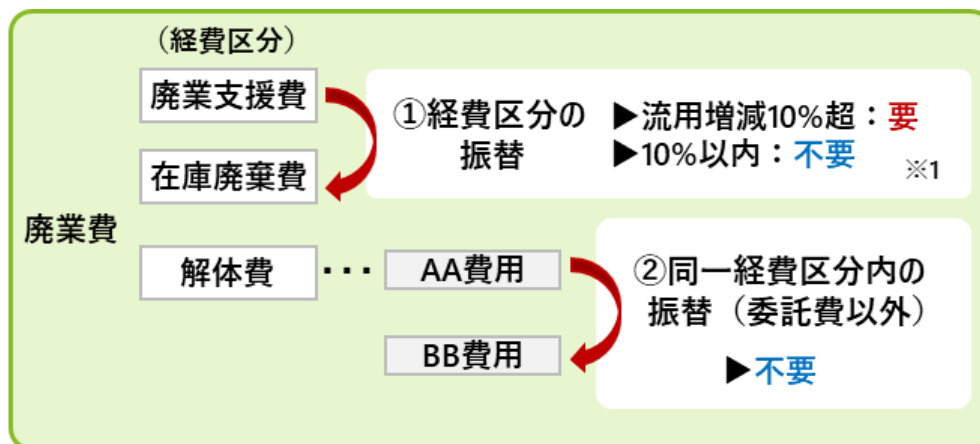 （経費区分）
廃業支援費
①経費区分の
振替
▶流用増減10%超：要
▶10%以内：不要
※1
在庫廃棄費
廃業費
解体費
･･･
AA費用
②同一経費区分内の
振替（委託費以外）
BB費用
▶不要